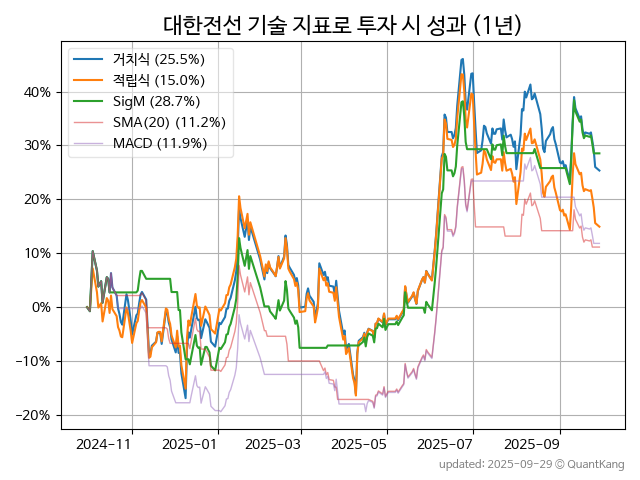 대한전선 기술 지표로 투자 시 성과 (1년)
거치식 (25.5%)
적립식 (15.0%)
SigM (28.7%)
SMA(20) (11.2%)
MACD (11.9%)
40%
30%
20%
10%
0%
−10%
−20%
2024-11
2025-01
2025-03
2025-05
2025-07
2025-09
updated: 2025-09-29 © QuantKang